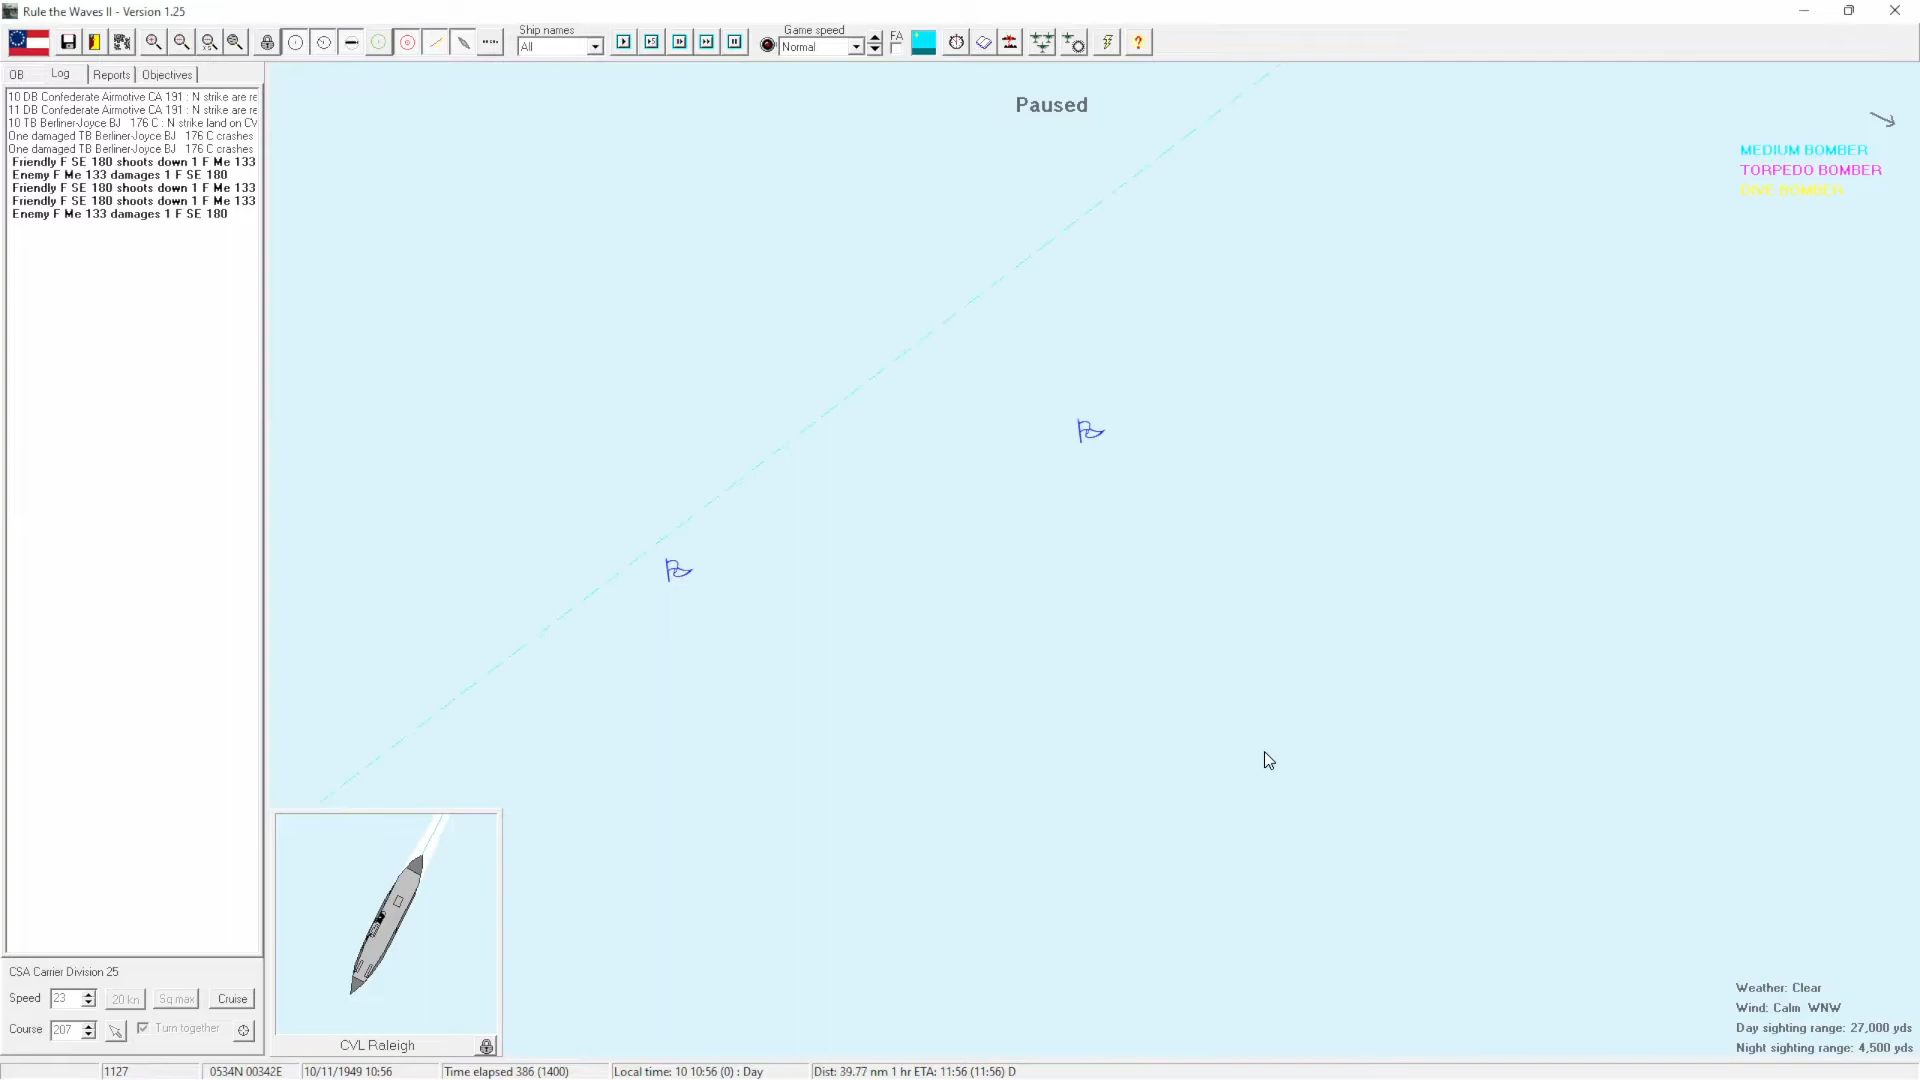 Rule the Waves II - Version 1.25
Ship names
All
Game speed
Normal
FA
OB
Log
Reports
Objectives
10 DB Confederate Airmotive CA 191 : N strike are re
11 DB Confederate Airmotive CA 191 : N strike are re
10 TB Berliner-Joyce BJ 176 C : N strike land on CV
One damaged TB Berliner-Joyce BJ 176 C crashes
One damaged TB Berliner-Joyce BJ 176 C crashes
Friendly F SE 180 shoots down 1 F Me 133
Enemy F Me 133 damages 1 F SE 180
Friendly F SE 180 shoots down 1 F Me 133
Friendly F SE 180 shoots down 1 F Me 133
Enemy F Me 133 damages 1 F SE 180
Paused
MEDIUM BOMBER
TORPEDO BOMBER
DIVE BOMBER
CSA Carrier Division 25
Speed 23 20 kn Sq max Cruise
Course 207 Turn together
CVL Raleigh
Weather: Clear
Wind: Calm WNW
Day sighting range: 27,000 yds
Night sighting range: 4,500 yds
1127
0534N 00342E
10/11/1949 10:56
Time elapsed 386 (1400)
Local time: 10 10:56 (0) : Day
Dist: 39.77 nm 1 hr ETA: 11:56 (11:56) D